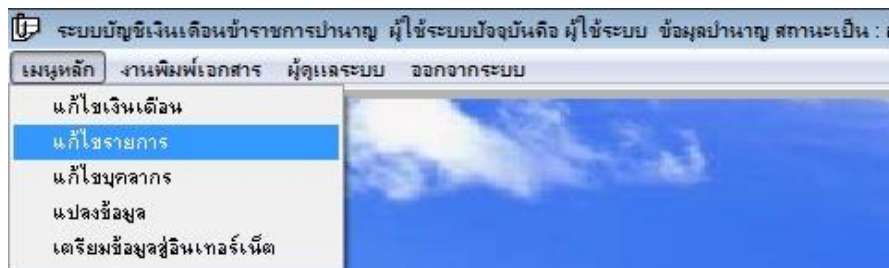 ระบบบัญชีเงินเดือนข้าราชการบำนาญ ผู้ใช้ระบบปัจจุบันคือ ผู้ใช้ระบบ ข้อมูลบำนาญ สถานะเป็น :
เมนูหลัก งานพิมพ์เอกสาร ผู้ดูแลระบบ ออกจากระบบ
แก้ไขเงินเดือน
แก้ไขรายการ
แก้ไขบุคลากร
แปลงข้อมูล
เตรียมข้อมูลสู่อินเทอร์เน็ต